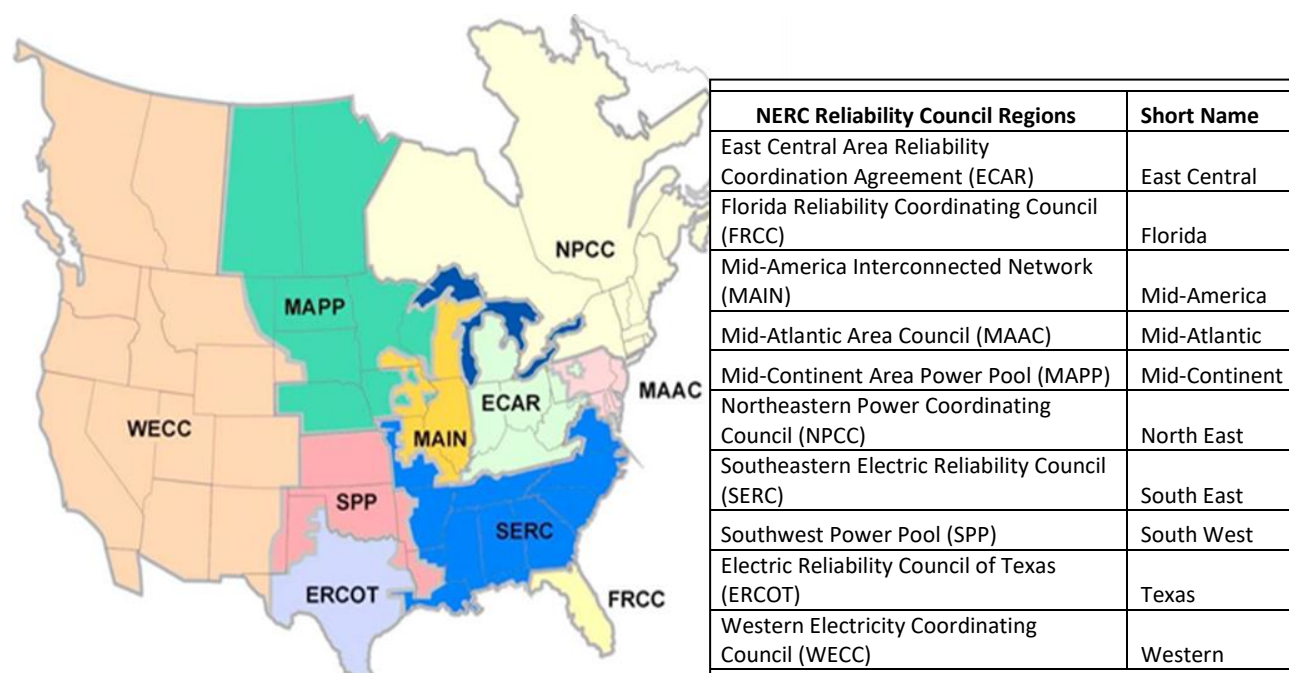 NPCC
MAPP
MAAC
ECAR
WECC
MAIN
SPP
SERC
ERCOT
FRCC
NERC Reliability Council Regions Short Name
East Central Area Reliability
Coordination Agreement (ECAR) East Central
Florida Reliability Coordinating Council
(FRCC) Florida
Mid-America Interconnected Network
(MAIN) Mid-America
Mid-Atlantic Area Council (MAAC) Mid-Atlantic
Mid-Continent Area Power Pool (MAPP) Mid-Continent
Northeastern Power Coordinating
Council (NPCC) North East
Southeastern Electric Reliability Council
(SERC) South East
Southwest Power Pool (SPP) South West
Electric Reliability Council of Texas
(ERCOT) Texas
Western Electricity Coordinating
Council (WECC) Western